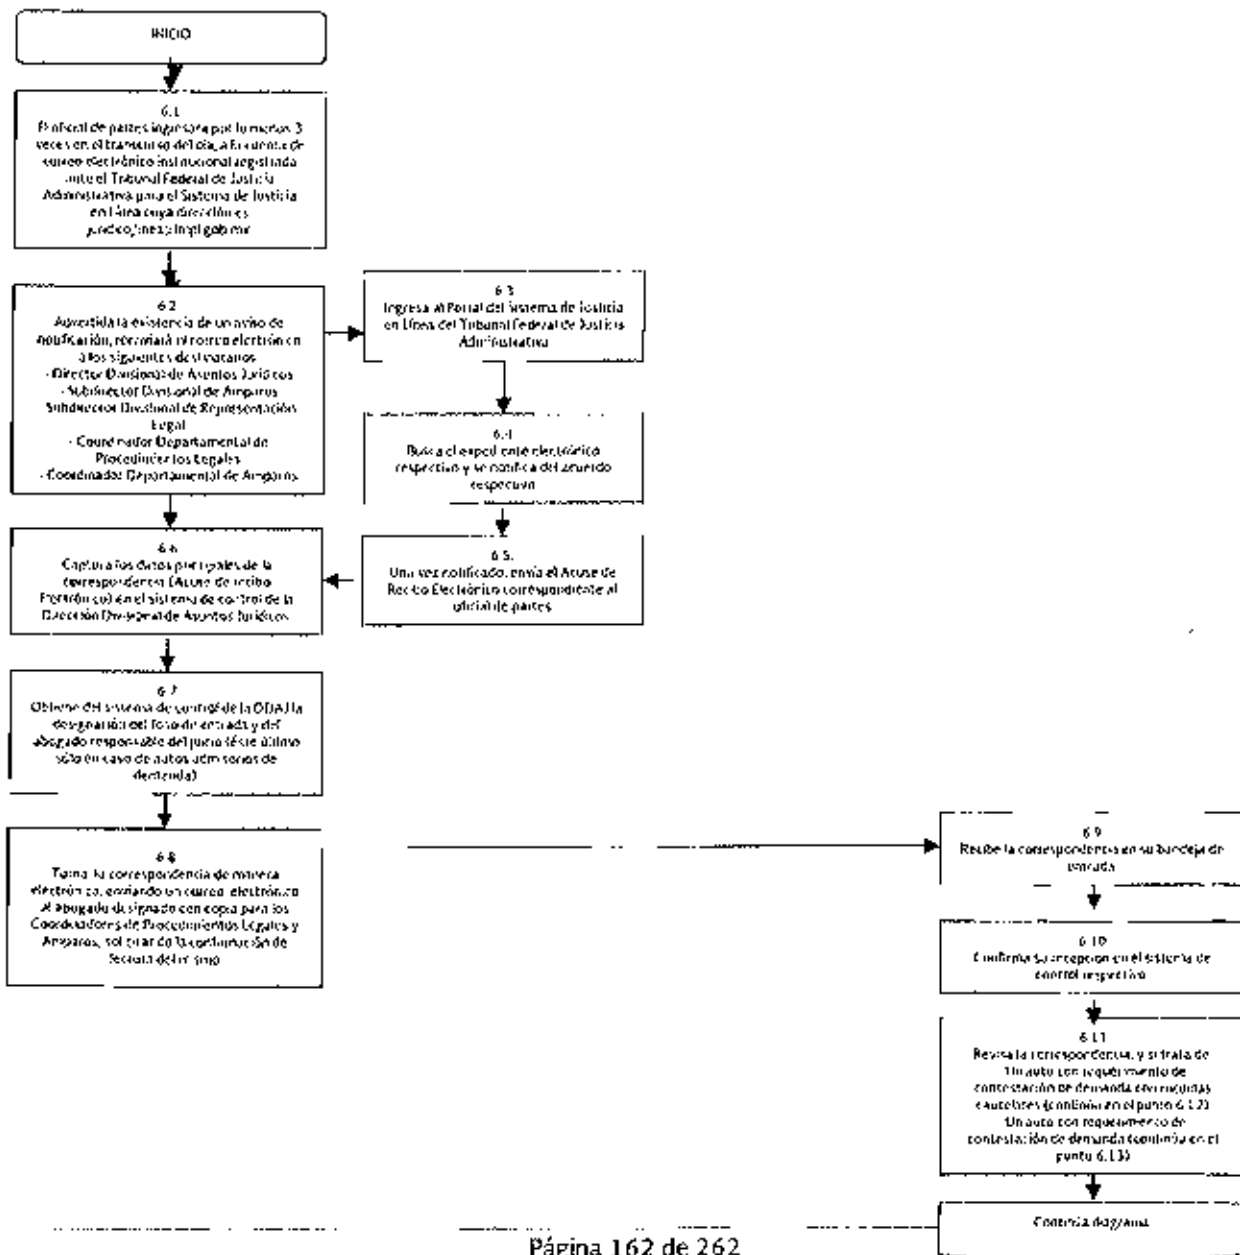 INICIO
6.1
El oficial de partes ingresará por lo menos 3
veces en el transcurso del día, a la cuenta de
correo electrónico institucional registrada
ante el Tribunal Federal de Justicia
Administrativa para el Sistema de Justicia
en Línea cuya dirección es
6.2
Advertida la existencia de un aviso de
notificación, reenviará el correo electrónico
a los siguientes destinatarios
- Director Divisional de Asuntos Jurídicos
- Subdirector Divisional de Amparos
Subdirector Divisional de Representación
Legal
- Coordinador Departamental de
Procedimientos Legales
- Coordinador Departamental de Amparos
6.3
Ingresa al Portal del Sistema de Justicia
en Línea del Tribunal Federal de Justicia
Administrativa
6.4
Busca el expediente electrónico
respectivo y se notifica del acuerdo
respectivo
6.5.
Una vez notificado, envía el Acuse de
Recibo Electrónico correspondiente al
oficial de partes
6.6
Captura los datos principales de la
correspondencia (Acuse de recibo
Electrónico) en el sistema de control de la
Dirección Divisional de Asuntos Jurídicos
6.7
Obtiene del sistema de control de la DDAJ la
designación del folio de entrada y del
abogado responsable del juicio (éste último
sólo en caso de autos admisorios de
demanda)
6.8
Turna la correspondencia de manera
electrónica, enviando un correo electrónico
al abogado designado con copia para los
Coordinadores de Procedimientos Legales y
Amparos, solicitando la confirmación de
lectura del mismo
6.9
Recibe la correspondencia en su bandeja de
entrada
6.10
Confirma su recepción en el sistema de
control respectivo
6.11
Revisa la correspondencia, y si trata de
Un auto con requerimiento de
contestación de demanda con medidas
cautelares (continúa en el punto 6.12)
Un auto con requerimiento de
contestación de demanda (continúa en el
punto 6.13)
Continúa diagrama
Página 162 de 262